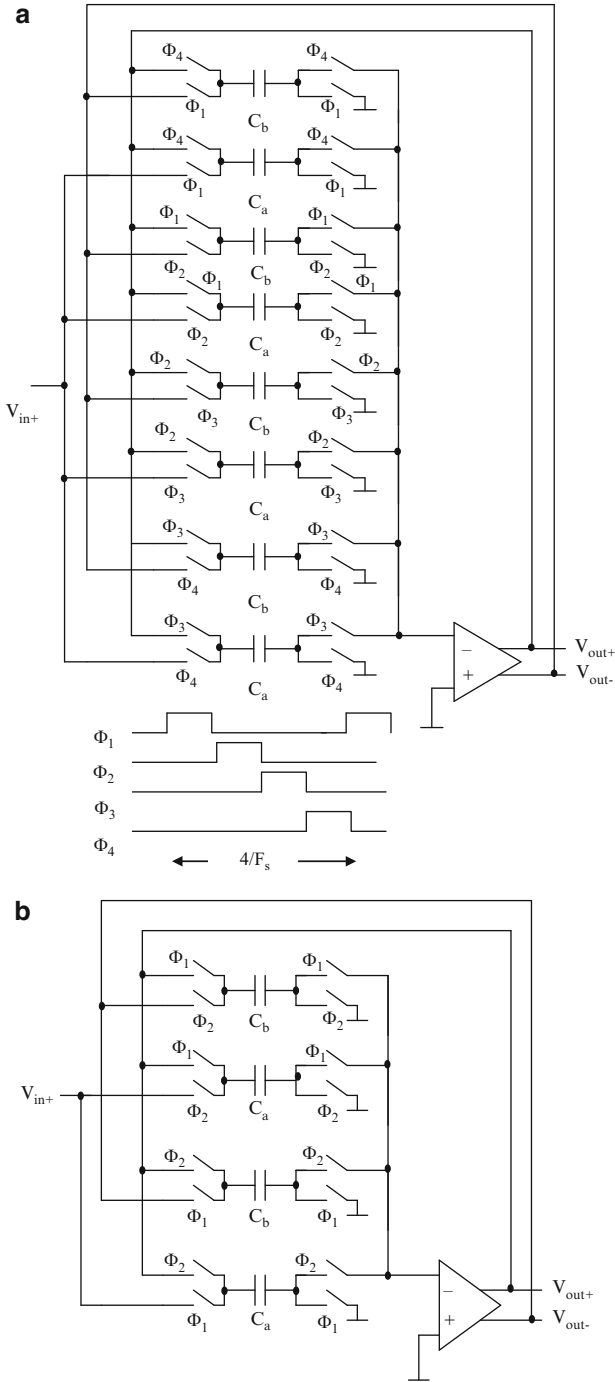 a
Φ4 Φ4
Φ1 Φ1
Cb
Φ4 Φ4
Φ1 Φ1
Ca
Φ1 Φ1
Φ2 Cb Φ2
Φ1 Φ1
Φ2 Φ2
Ca
Φ2 Φ2
Vin+
Φ3 Φ3
Cb
Φ2 Φ2
Φ3 Φ3
Ca
Φ3 Φ3
Φ4 Φ4
Cb
Φ3 Φ3
Vout+
Φ4 Φ4
Vout-
Ca
−
+
Φ1
Φ2
Φ3
Φ4
4/Fs
b
Φ1 Φ1
Φ2 Cb Φ2
Φ1 Φ1
Vin+
Φ2 Ca Φ2
Φ2 Φ2
Φ1 Cb Φ1
Φ2 Φ2
− Vout+
Φ1 Ca Φ1
+ Vout-